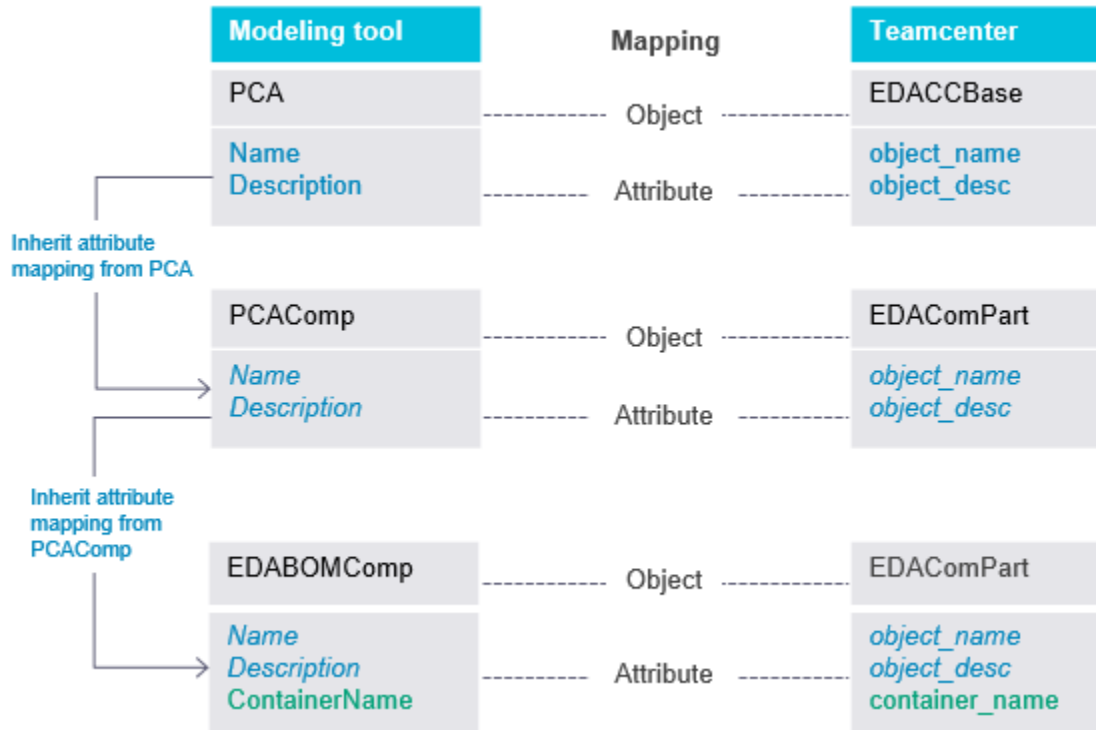 Modeling tool
Mapping
Teamcenter
PCA
Object
EDACCBase
Name
Description
Attribute
object_name
object_desc
Inherit attribute
mapping from PCA
PCAComp
Object
EDAComPart
Name
Description
Attribute
object_name
object_desc
Inherit attribute
mapping from
PCAComp
EDABOMComp
Object
EDAComPart
Name
Description
ContainerName
Attribute
object_name
object_desc
container_name